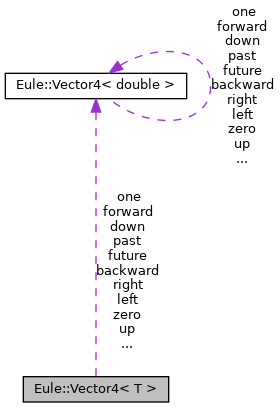 one
forward
down
past
future
backward
right
left
zero
up
...
Eule::Vector4< double >
one
forward
down
past
future
backward
right
left
zero
up
...
Eule::Vector4< T >